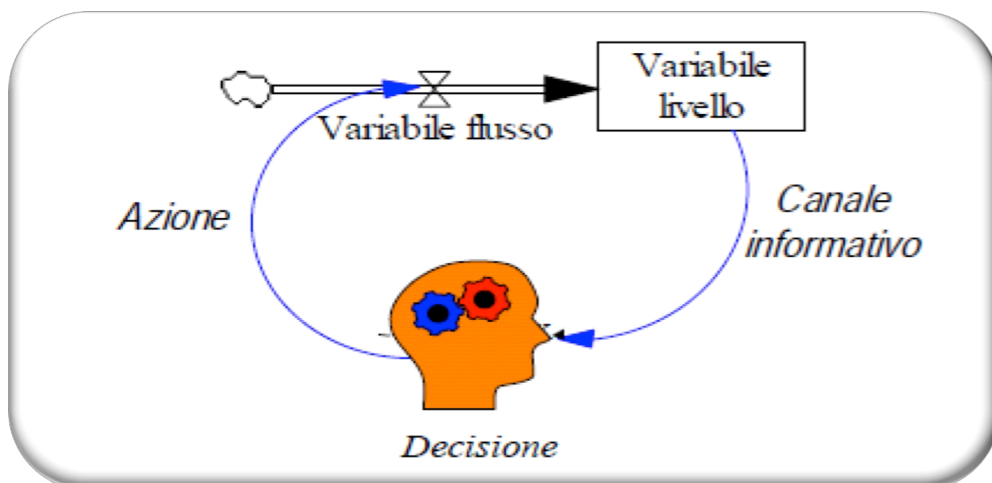 Variabile
livello
Variabile flusso
Azione
Canale
informativo
Decisione